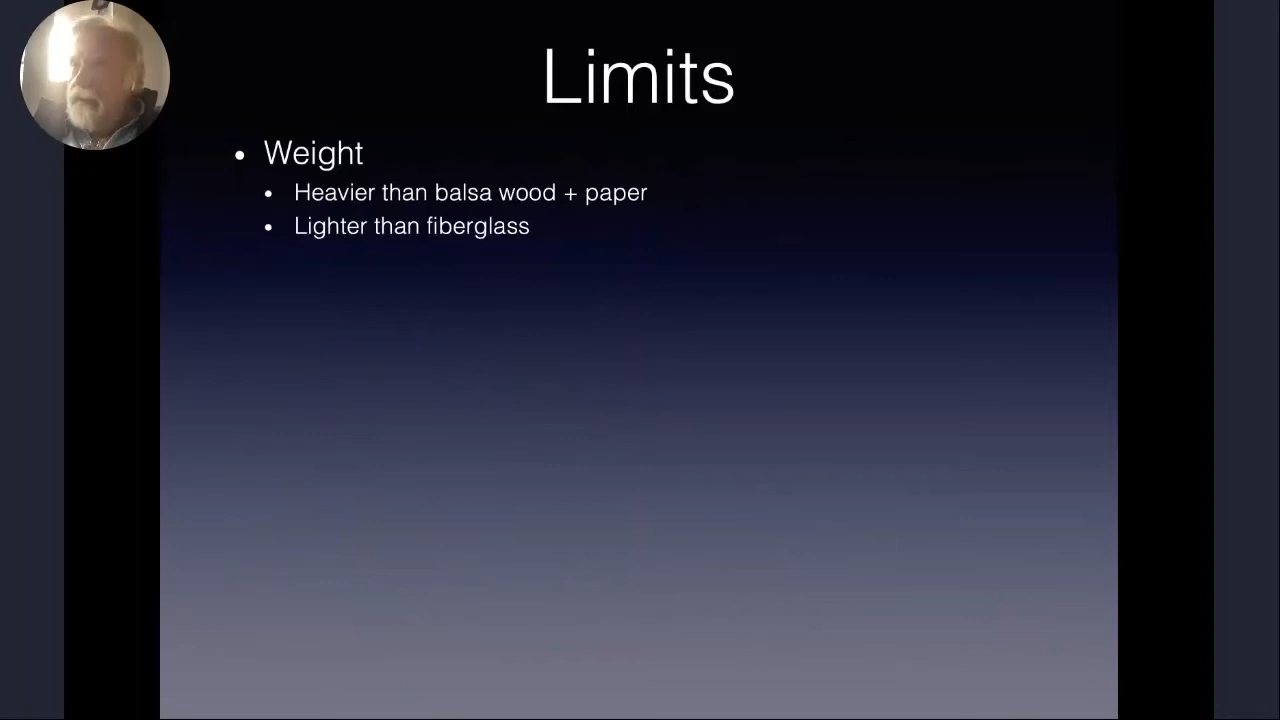 Limits
• Weight
• Heavier than balsa wood + paper
• Lighter than fiberglass